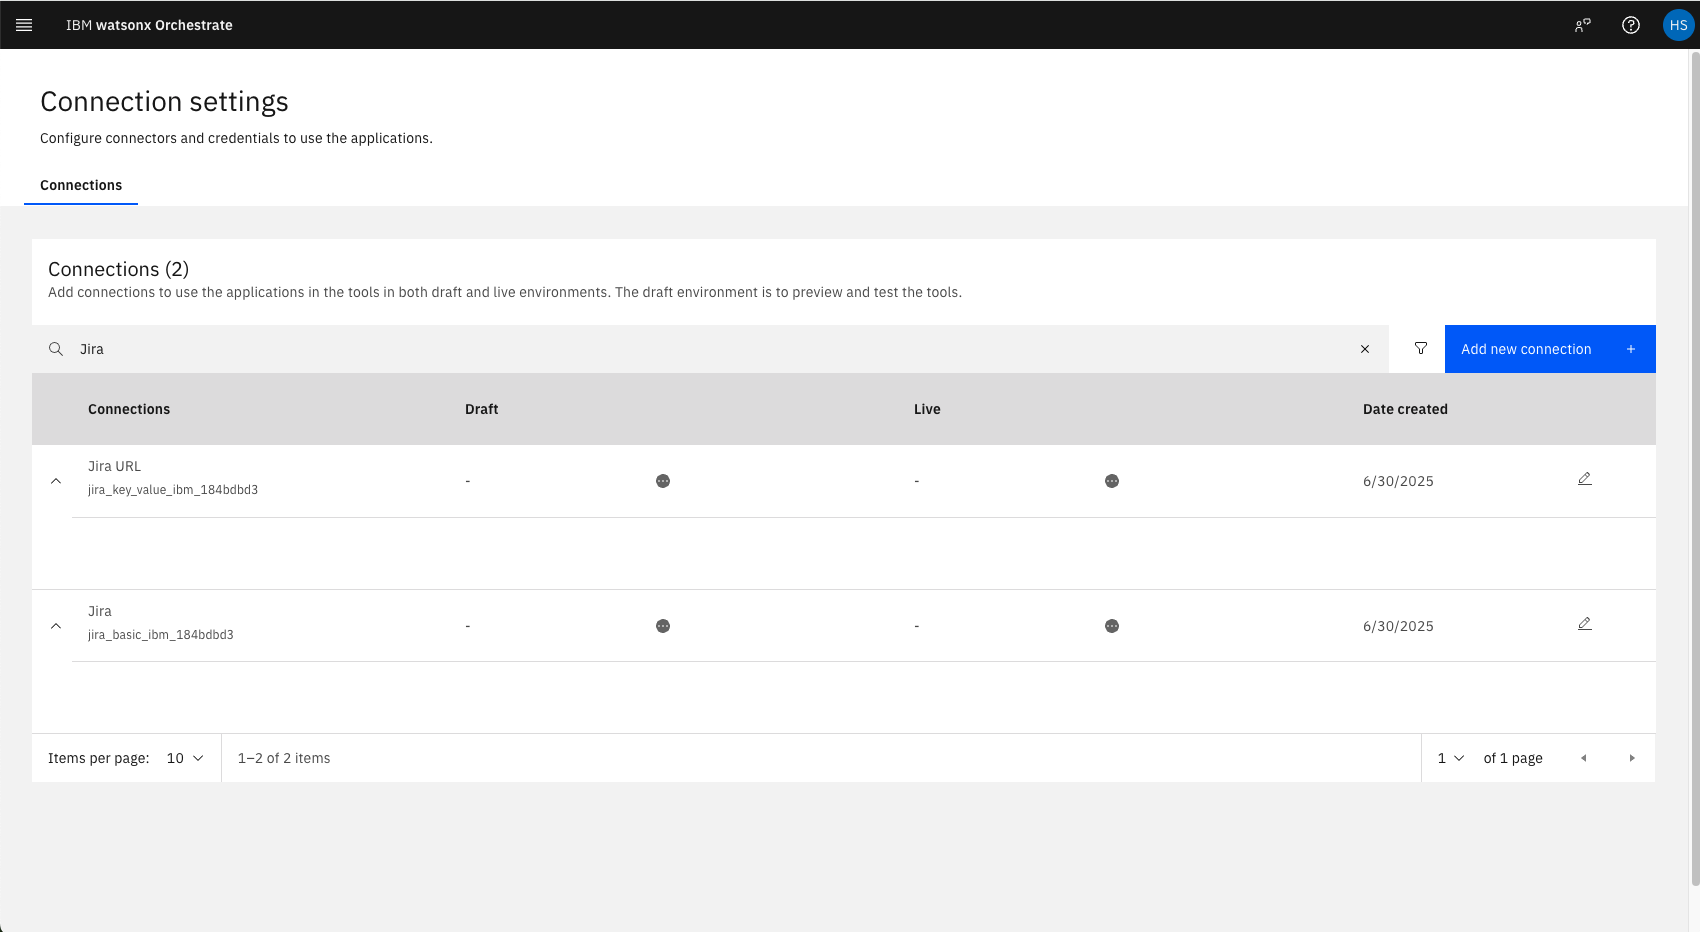 IBM watsonx Orchestrate
HS
Connection settings
Configure connectors and credentials to use the applications.
Connections
Connections (2)
Add connections to use the applications in the tools in both draft and live environments. The draft environment is to preview and test the tools.
Jira
Add new connection +
Connections Draft Live Date created
Jira URL
jira_key_value_ibm_184bdbd3
- - 6/30/2025
Jira
jira_basic_ibm_184bdbd3
- - 6/30/2025
Items per page: 10 1–2 of 2 items 1 of 1 page